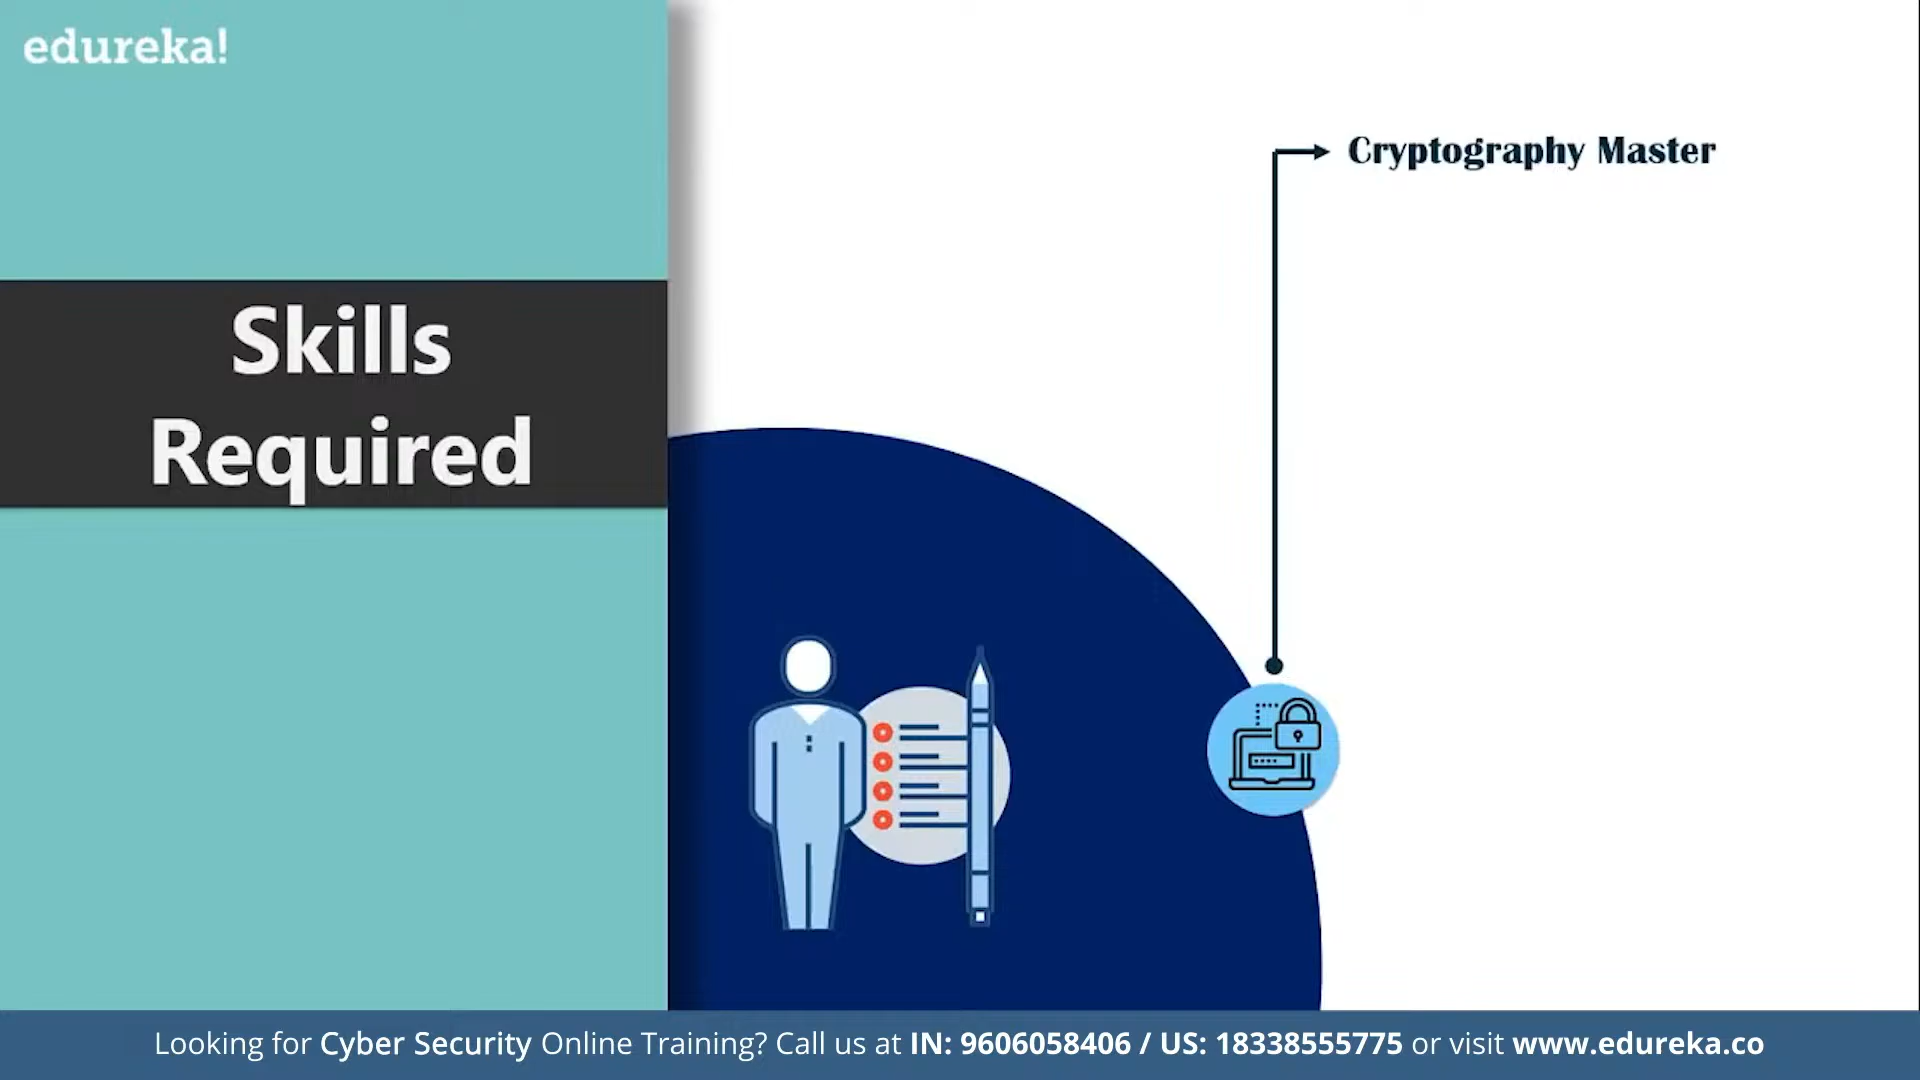 edureka!
Skills
Required
Cryptography Master
Looking for Cyber Security Online Training? Call us at IN: 9606058406 / US: 18338555775 or visit www.edureka.co